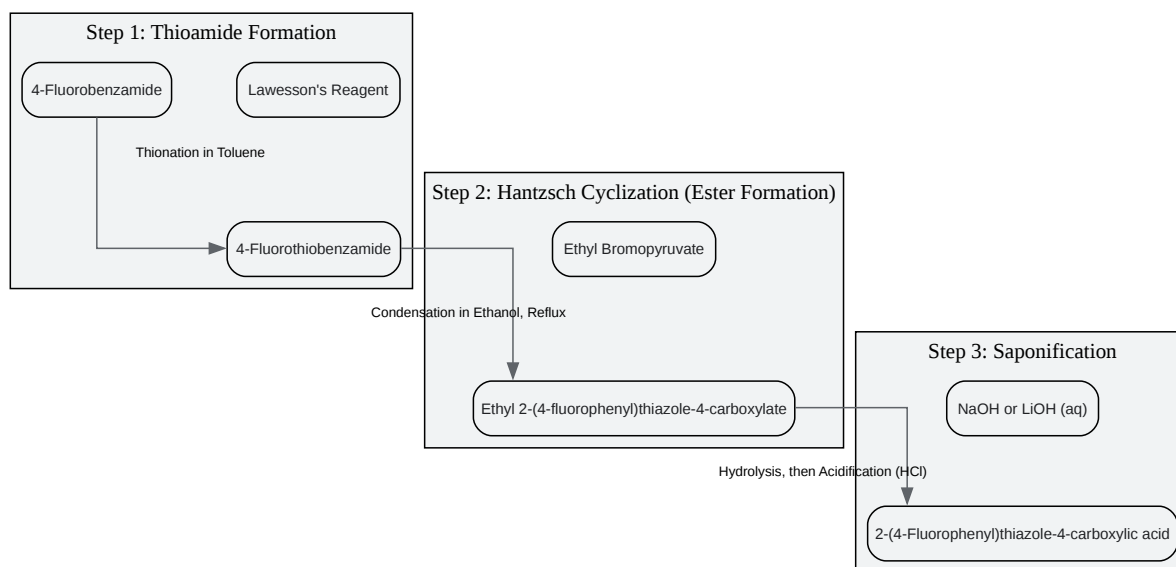 Step 1: Thioamide Formation
4-Fluorobenzamide
Lawesson's Reagent
Thionation in Toluene
4-Fluorothiobenzamide
Step 2: Hantzsch Cyclization (Ester Formation)
Ethyl Bromopyruvate
Condensation in Ethanol, Reflux
Ethyl 2-(4-fluorophenyl)thiazole-4-carboxylate
Step 3: Saponification
NaOH or LiOH (aq)
Hydrolysis, then Acidification (HCl)
2-(4-Fluorophenyl)thiazole-4-carboxylic acid